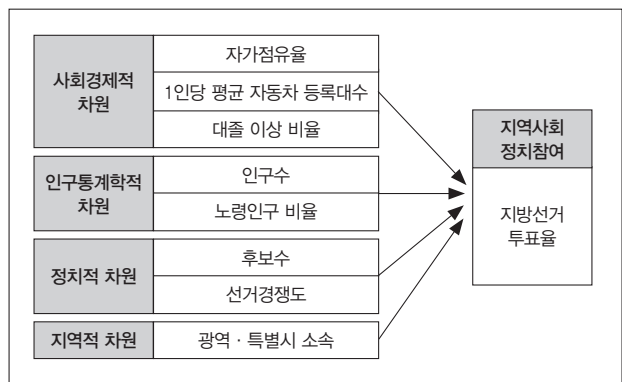 사회경제적
차원
자가점유율
1인당 평균 자동차 등록대수
대졸 이상 비율
인구통계학적
차원
인구수
노령인구 비율
정치적 차원
후보수
선거경쟁도
지역적 차원
광역 · 특별시 소속
지역사회
정치참여
지방선거
투표율